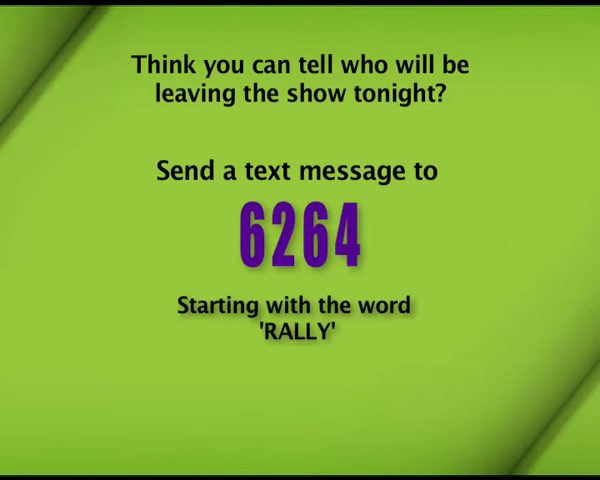 Think you can tell who will be
leaving the show tonight?
Send a text message to
6264
Starting with the word
'RALLY'